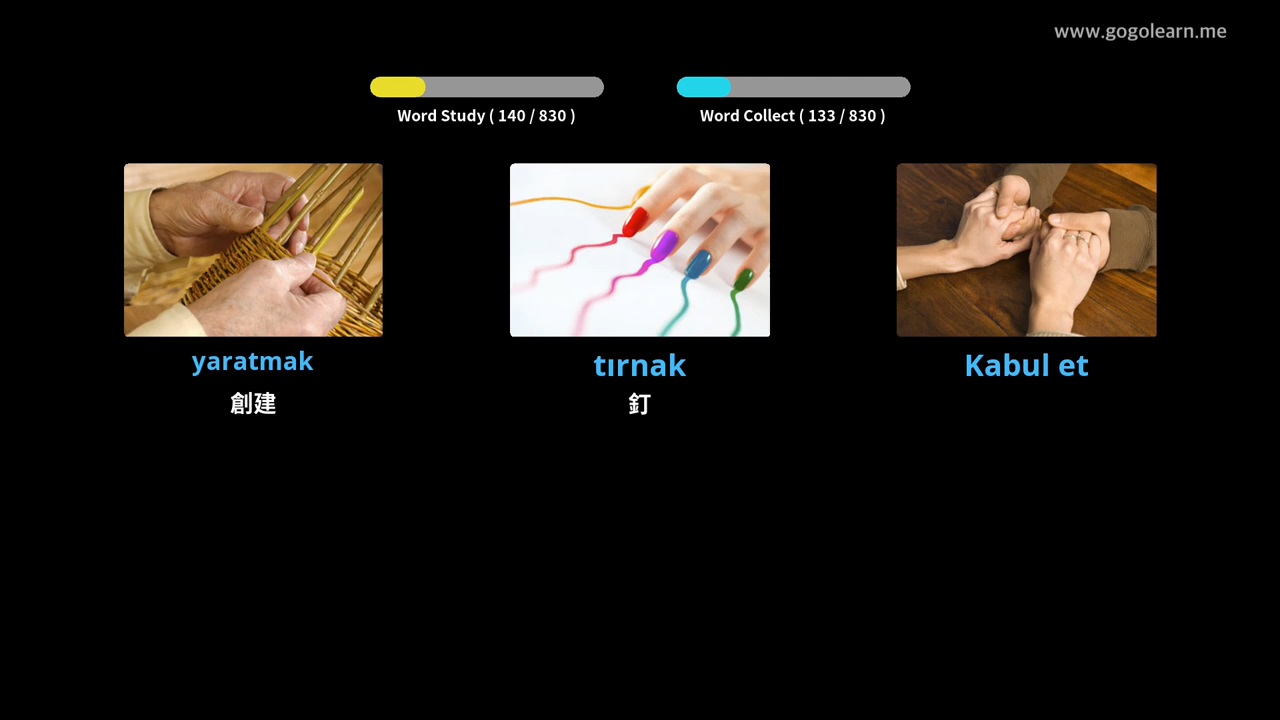 www.gogolearn.me
Word Study ( 140 / 830 )
Word Collect ( 133 / 830 )
yaratmak
創建
tırnak
釘
Kabul et